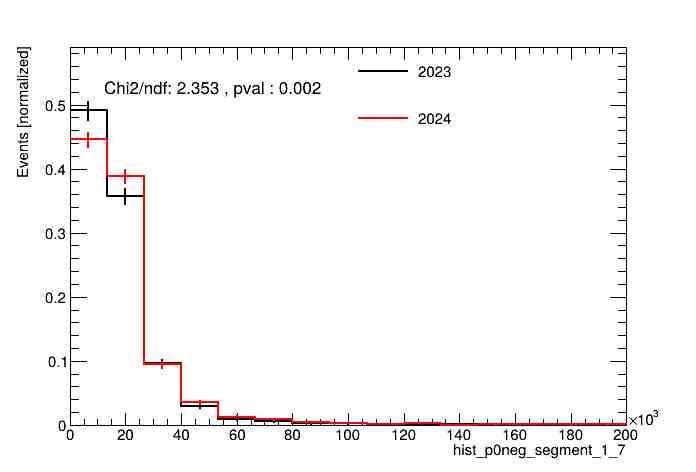 Events [normalized]
Chi2/ndf: 2.353 , pval : 0.002
2023
2024
0.5
0.4
0.3
0.2
0.1
0
0 20 40 60 80 100 120 140 160 180 200
×10³
hist_p0neg_segment_1_7